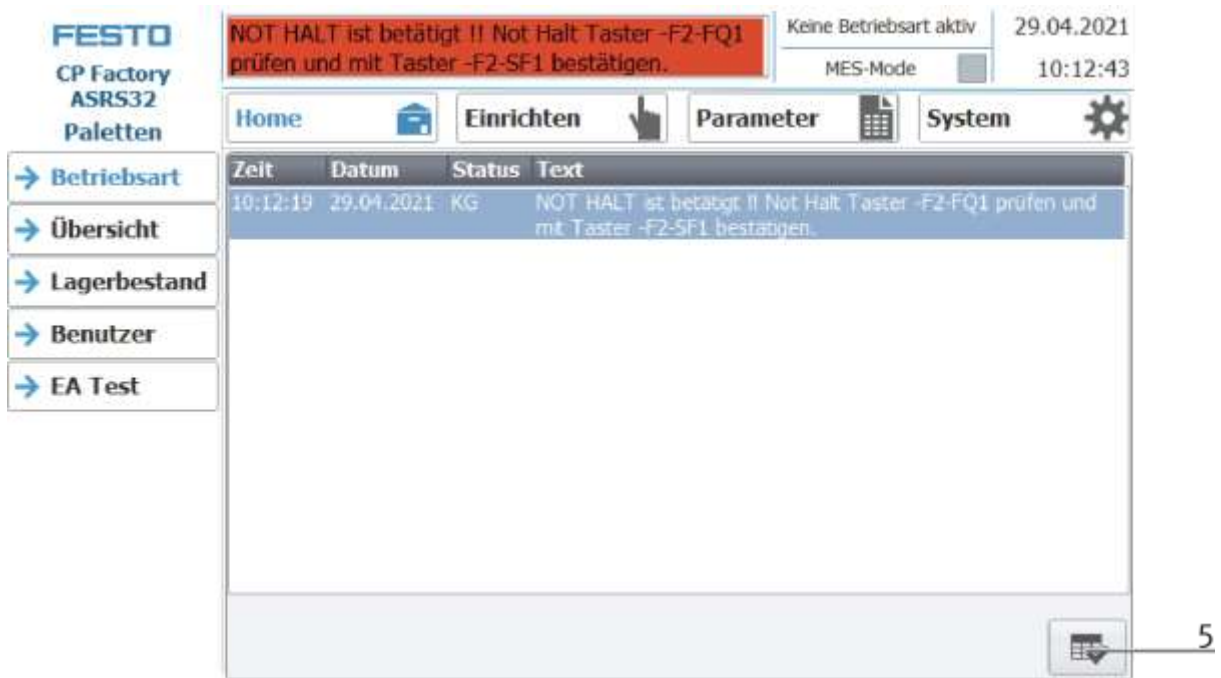 FESTO
CP Factory
ASRS32
Paletten
NOT HALT ist betätigt !! Not Halt Taster -F2-FQ1
prüfen und mit Taster -F2-SF1 bestätigen.
Keine Betriebsart aktiv
MES-Mode
29.04.2021
10:12:43
Home
Einrichten
Parameter
System
Betriebsart
Übersicht
Lagerbestand
Benutzer
EA Test
Zeit Datum Status Text
10:12:19 29.04.2021 KG NOT HALT ist betätigt !! Not Halt Taster -F2-FQ1 prüfen und
mit Taster -F2-SF1 bestätigen.
5